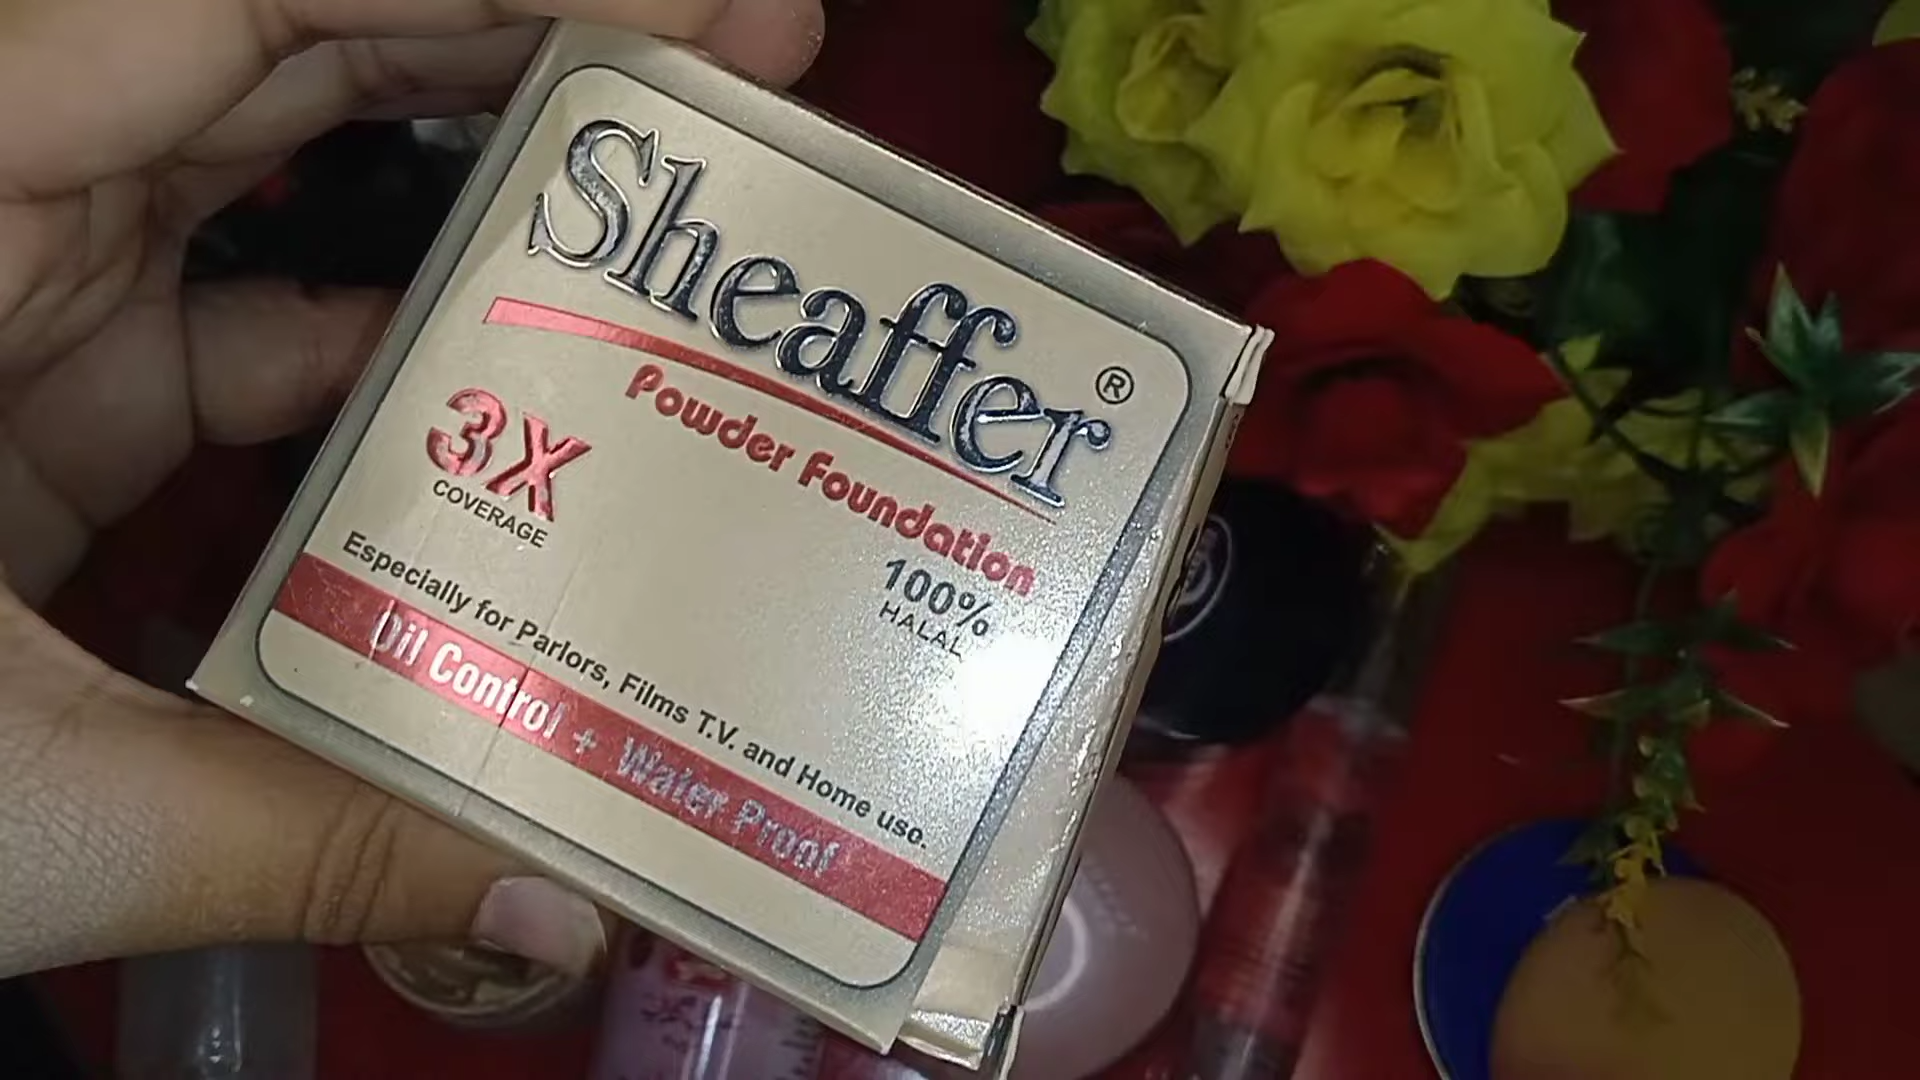 Sheaffer®
Powder Foundation
3X
COVERAGE
100%
HALAL
Especially for Parlors, Films T.V. and Home use.
Oil Control + Water Proof